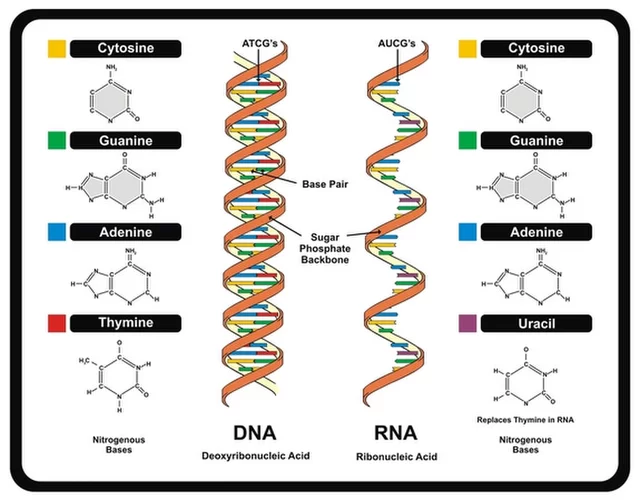 Cytosine
NH₂
C
C
N
C
C
N
O
Guanine
O
C
N
C
C
N
H
H
C
N
C
C
N
N
H
H
Adenine
NH₂
C
N
C
C
N
H
C
N
C
N
C
H
Thymine
O
H₃C
C
C
N
H
C
C
H
N
O
H
Nitrogenous
Bases
ATCG's
AUCG's
Base Pair
Sugar
Phosphate
Backbone
DNA
Deoxyribonucleic Acid
RNA
Ribonucleic Acid
Cytosine
NH₂
C
C
N
C
C
N
O
Guanine
O
C
N
C
C
N
H
H
C
N
C
C
N
N
H
H
Adenine
NH₂
C
N
C
C
N
H
C
N
C
N
C
H
Uracil
O
H
C
C
N
H
C
C
H
N
O
Replaces Thymine in RNA
Nitrogenous
Bases